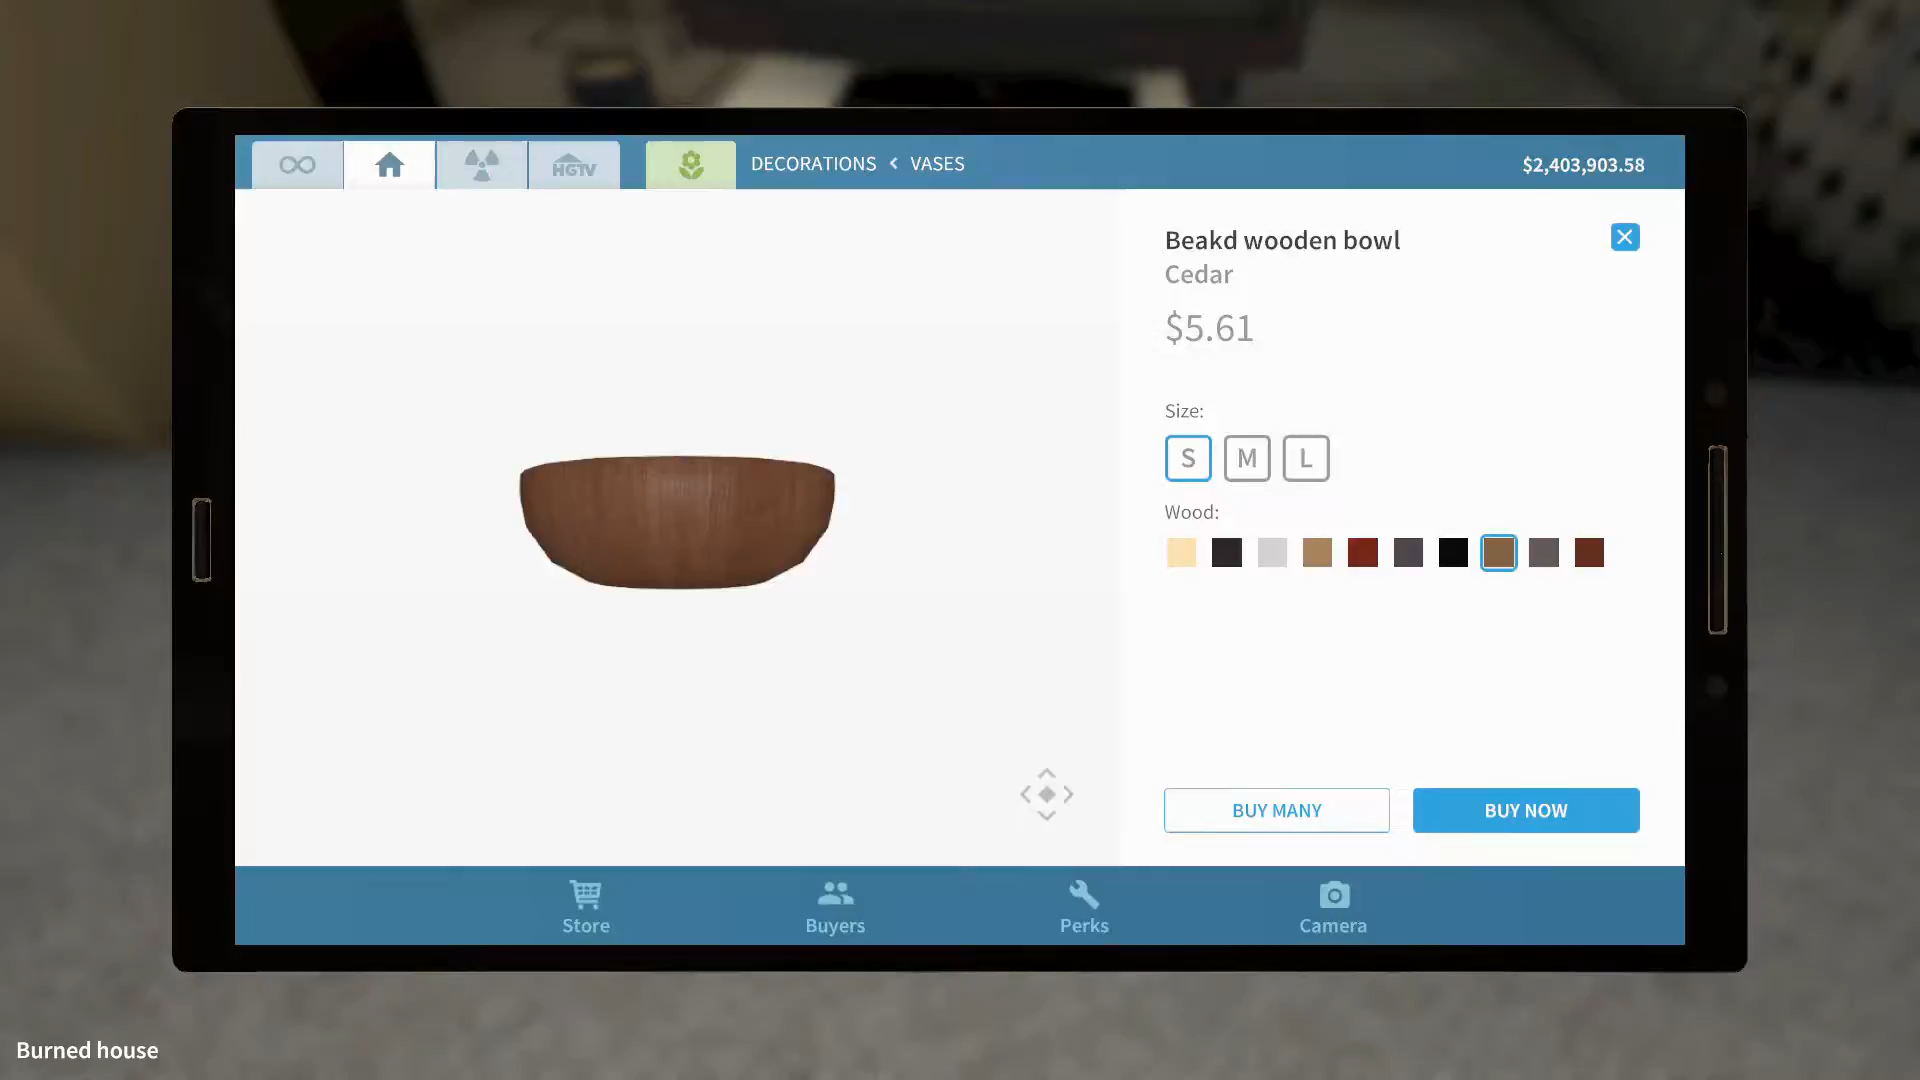 HGTV
DECORATIONS < VASES
$2,403,903.58
Beakd wooden bowl
Cedar
$5.61
Size:
S M L
Wood:
BUY MANY
BUY NOW
Store
Buyers
Perks
Camera
Burned house